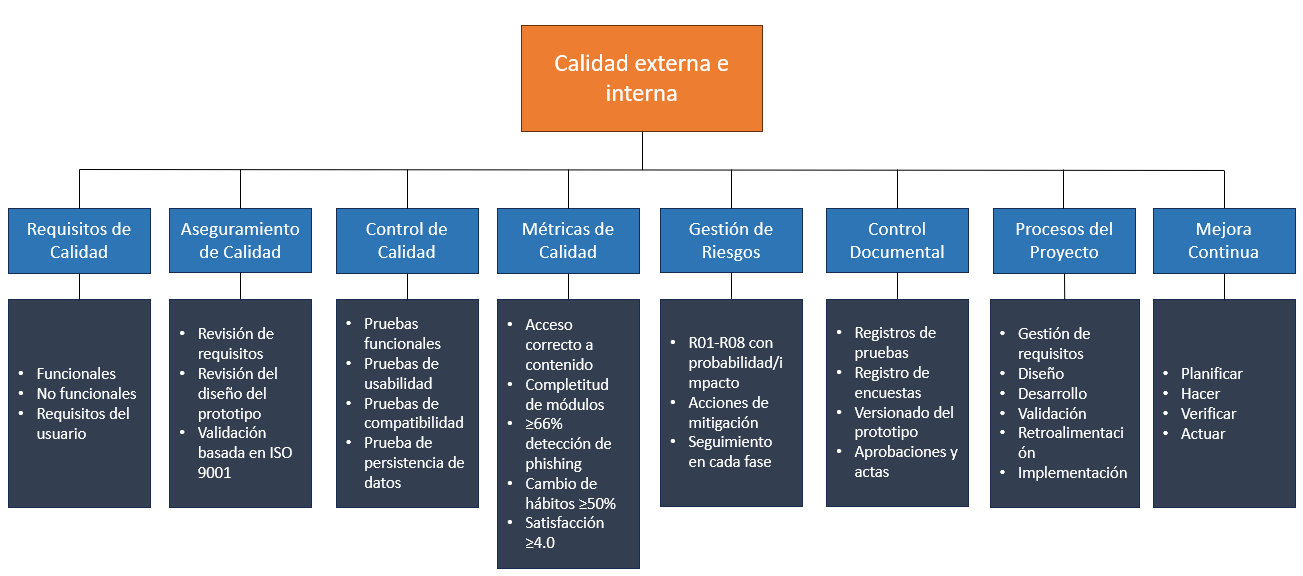 Calidad externa e
interna
Requisitos de
Calidad
Aseguramiento
de Calidad
Control de
Calidad
Métricas de
Calidad
Gestión de
Riesgos
Control
Documental
Procesos del
Proyecto
Mejora
Continua
• Funcionales
• No funcionales
• Requisitos del
usuario
• Revisión de
requisitos
• Revisión del
diseño del
prototipo
• Validación
basada en ISO
9001
• Pruebas
funcionales
• Pruebas de
usabilidad
• Pruebas de
compatibilidad
• Prueba de
persistencia de
datos
• Acceso
correcto a
contenido
• Completitud
de módulos
• ≥66%
detección de
phishing
• Cambio de
hábitos ≥50%
• Satisfacción
≥4.0
• R01-R08 con
probabilidad/i
mpacto
• Acciones de
mitigación
• Seguimiento
en cada fase
• Registros de
pruebas
• Registro de
encuestas
• Versionado del
prototipo
• Aprobaciones y
actas
• Gestión de
requisitos
• Diseño
• Desarrollo
• Validación
• Retroalimentaci
ón
• Implementación
• Planificar
• Hacer
• Verificar
• Actuar